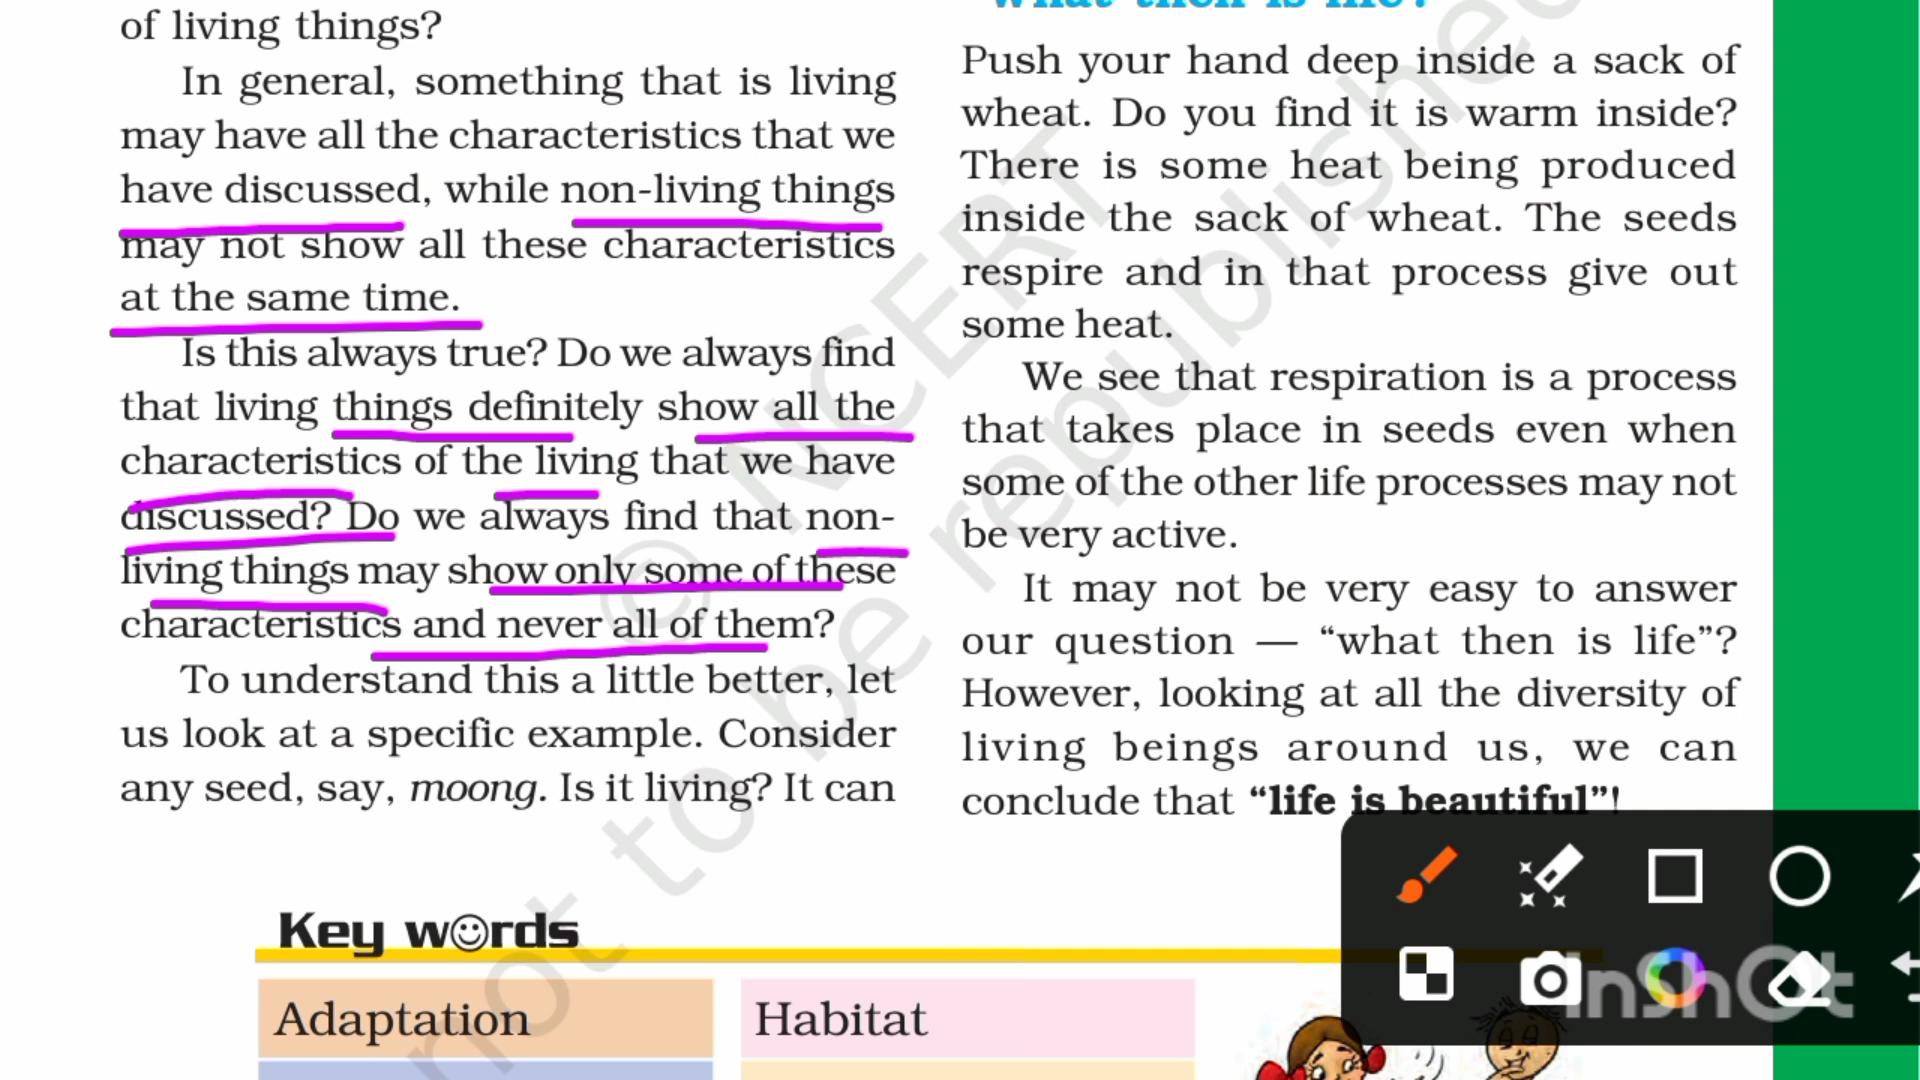 of living things?
In general, something that is living
may have all the characteristics that we
have discussed, while non-living things
may not show all these characteristics
at the same time.
Is this always true? Do we always find
that living things definitely show all the
characteristics of the living that we have
discussed? Do we always find that non-
living things may show only some of these
characteristics and never all of them?
To understand this a little better, let
us look at a specific example. Consider
any seed, say, moong. Is it living? It can
what then is life?
Push your hand deep inside a sack of
wheat. Do you find it is warm inside?
There is some heat being produced
inside the sack of wheat. The seeds
respire and in that process give out
some heat.
We see that respiration is a process
that takes place in seeds even when
some of the other life processes may not
be very active.
It may not be very easy to answer
our question — “what then is life”?
However, looking at all the diversity of
living beings around us, we can
conclude that “life is beautiful”!
© NCERT
not to be republished
Key words
Adaptation
Habitat
InShOt